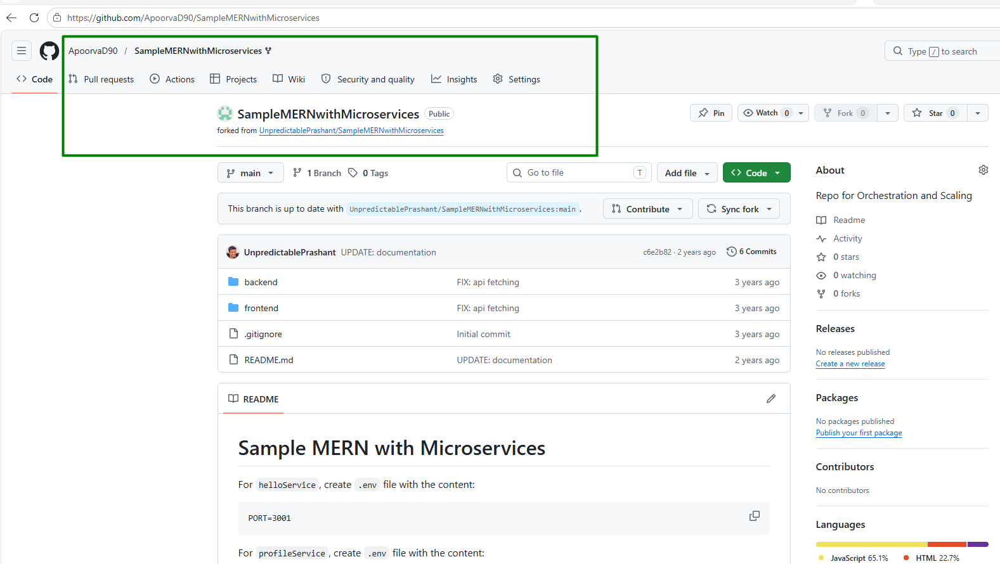 https://github.com/ApoorvaD90/SampleMERNwithMicroservices
ApoorvaD90 / SampleMERNwithMicroservices
Type / to search
Code Pull requests Actions Projects Wiki Security and quality Insights Settings
SampleMERNwithMicroservices Public
Pin Watch 0 Fork 0 Star 0
forked from UnpredictablePrashant/SampleMERNwithMicroservices
main 1 Branch 0 Tags Go to file T Add file Code
This branch is up to date with UnpredictablePrashant/SampleMERNwithMicroservices:main .
Contribute Sync fork
UnpredictablePrashant UPDATE: documentation c6e2b82 · 2 years ago 6 Commits
backend FIX: api fetching 3 years ago
frontend FIX: api fetching 3 years ago
.gitignore Initial commit 3 years ago
README.md UPDATE: documentation 2 years ago
README
Sample MERN with Microservices
For helloService, create .env file with the content:
PORT=3001
For profileService, create .env file with the content:
About
Repo for Orchestration and Scaling
Readme
Activity
0 stars
0 watching
0 forks
Releases
No releases published
Create a new release
Packages
No packages published
Publish your first package
Contributors
No contributors
Languages
JavaScript 65.1% HTML 22.7%